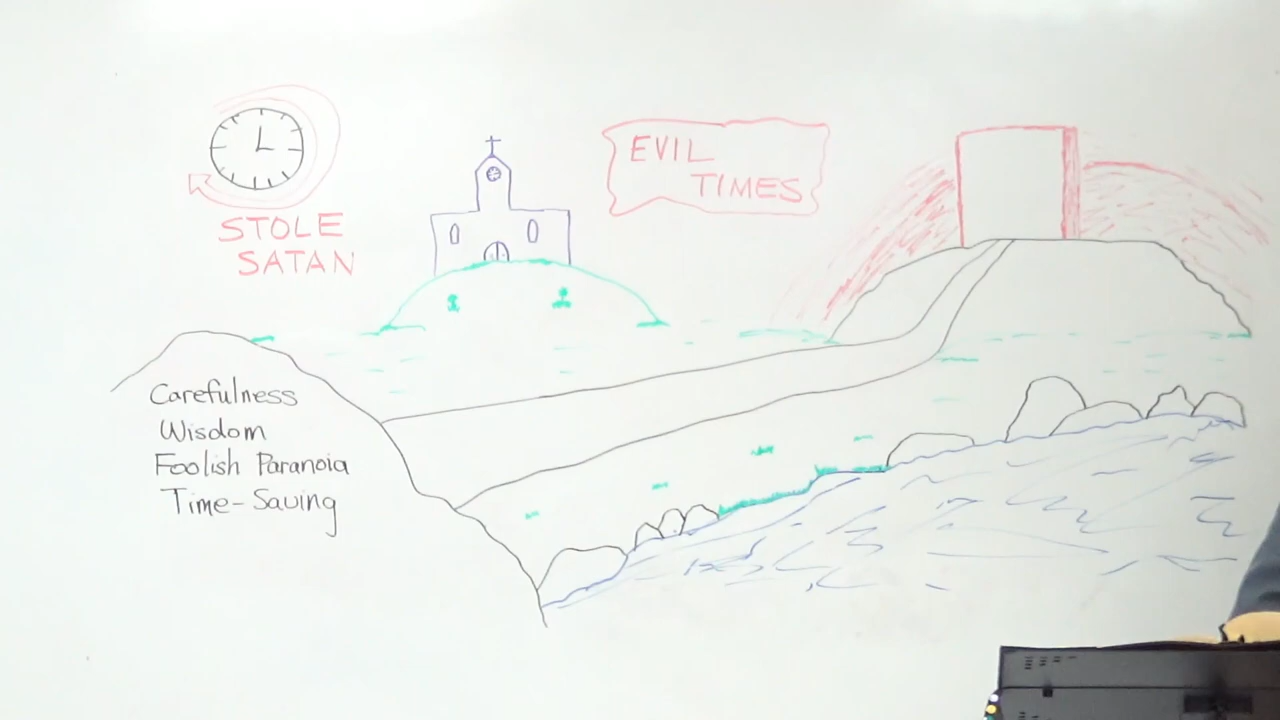 STOLE
SATAN
EVIL
TIMES
Carefulness
Wisdom
Foolish Paranoia
Time-Saving